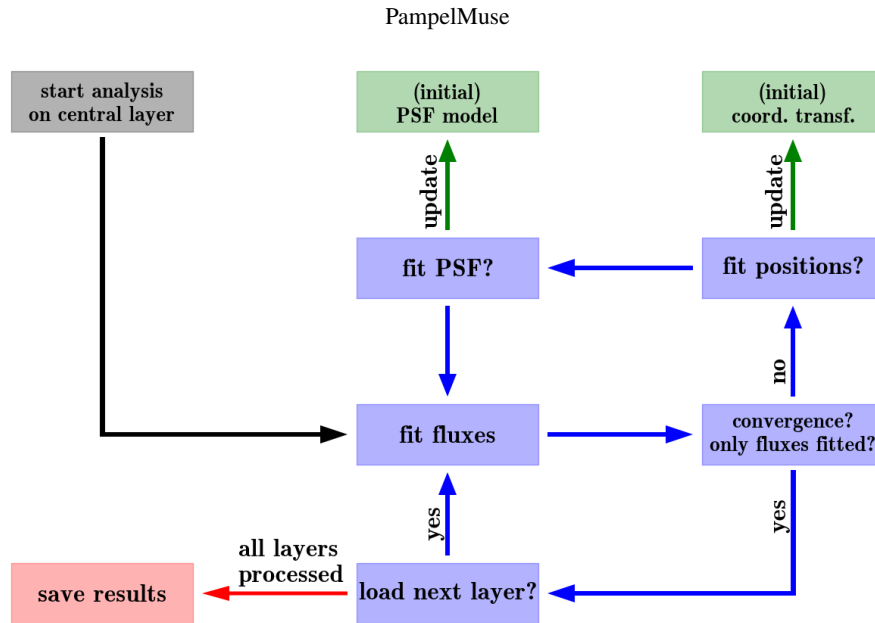 PampelMuse
start analysis
on central layer
(initial)
PSF model
(initial)
coord. transf.
update
update
fit PSF?
fit positions?
no
fit fluxes
convergence?
only fluxes fitted?
yes
yes
all layers
processed
save results
load next layer?